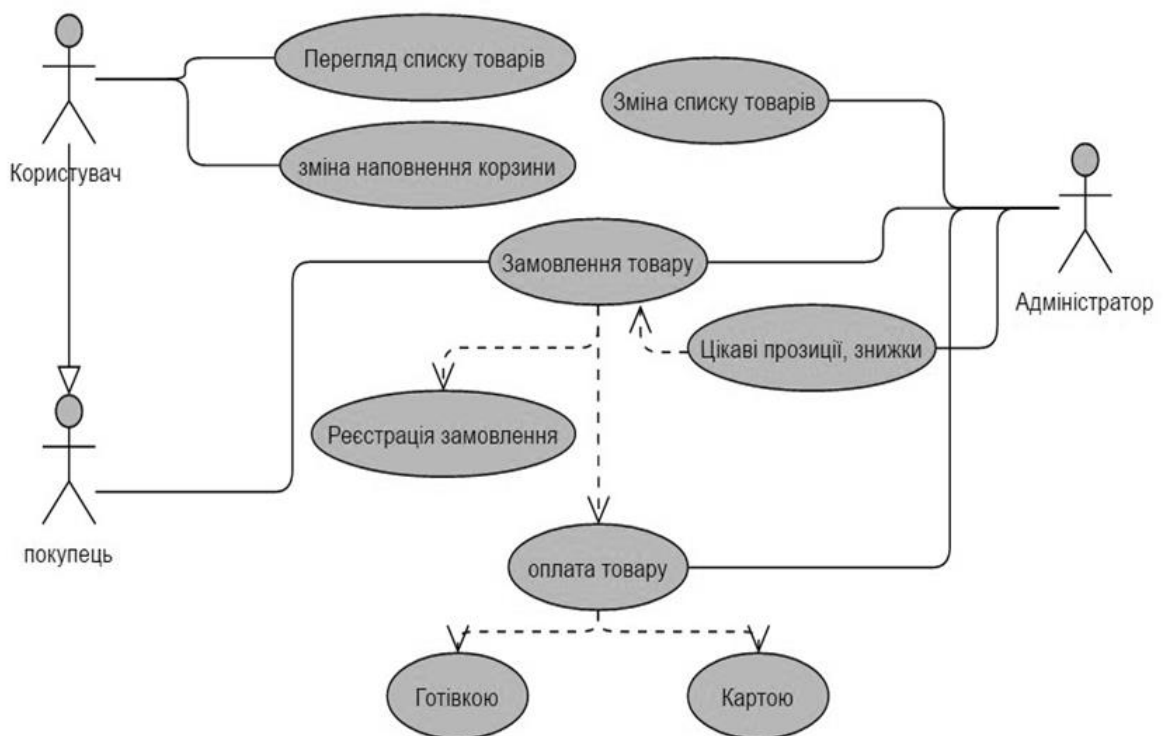 Перегляд списку товарів
Зміна списку товарів
Користувач
зміна наповнення корзини
Замовлення товару
Адміністратор
Цікаві прозиції, знижки
Реєстрація замовлення
покупець
оплата товару
Готівкою
Картою